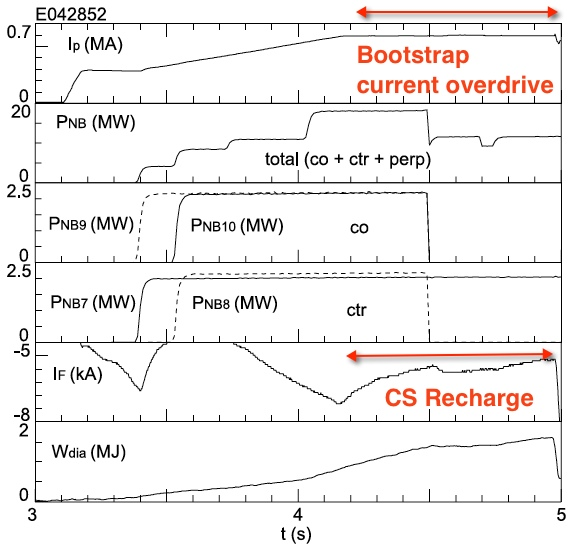 E042852
0.7
Ip (MA)
Bootstrap
current overdrive
0
20
PNB (MW)
total (co + ctr + perp)
0
2.5
PNB9 (MW)
PNB10 (MW)
co
0
2.5
PNB7 (MW)
PNB8 (MW)
ctr
0
-5
IF (kA)
CS Recharge
-8
2
Wdia (MJ)
0
3
4
5
t (s)